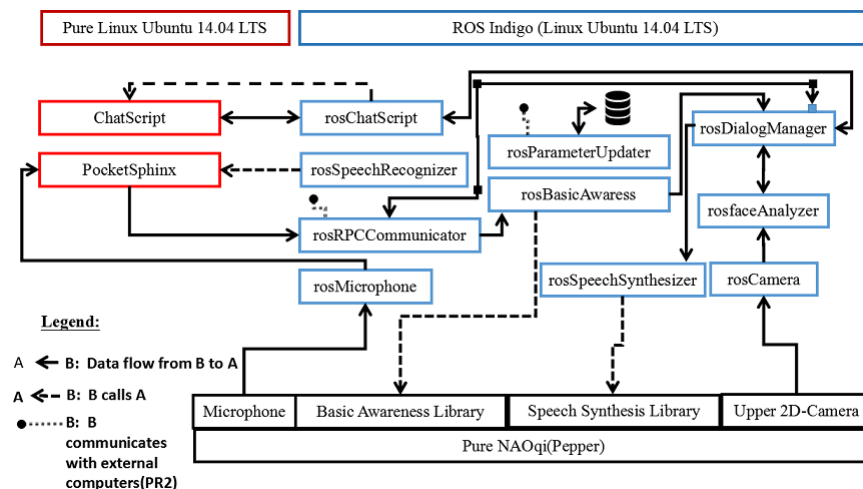 Pure Linux Ubuntu 14.04 LTS
ROS Indigo (Linux Ubuntu 14.04 LTS)
ChatScript
rosChatScript
rosDialogManager
rosParameterUpdater
PocketSphinx
rosSpeechRecognizer
rosBasicAwaress
rosfaceAnalyzer
rosRPCCommunicator
rosMicrophone
rosSpeechSynthesizer
rosCamera
Legend:
A B: Data flow from B to A
A B: B calls A
B: B
communicates
with external
computers(PR2)
Microphone
Basic Awareness Library
Speech Synthesis Library
Upper 2D-Camera
Pure NAOqi(Pepper)